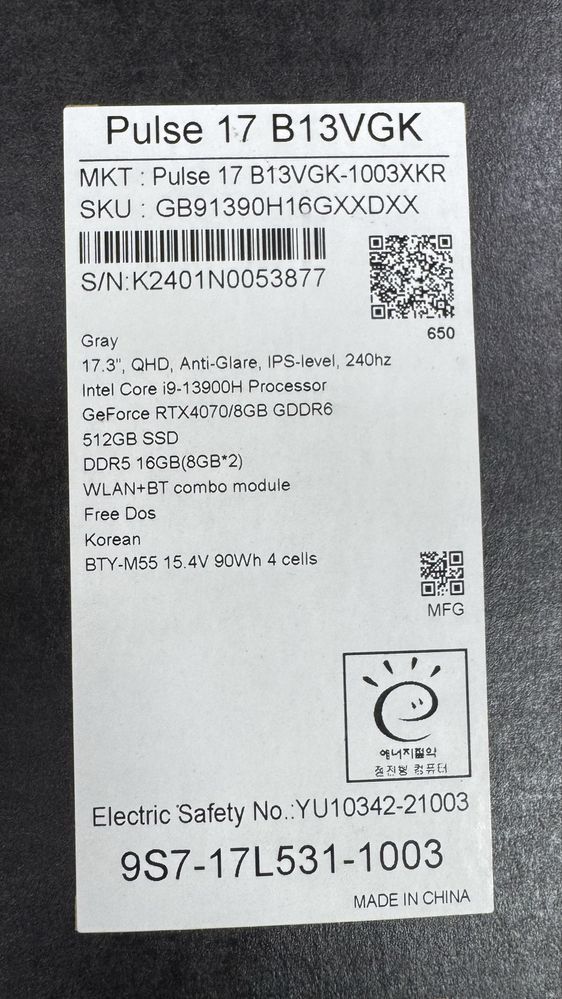 Pulse 17 B13VGK
MKT : Pulse 17 B13VGK-1003XKR
SKU : GB91390H16GXXDXX
S/N:K2401N0053877
650
Gray
17.3", QHD, Anti-Glare, IPS-level, 240hz
Intel Core i9-13900H Processor
GeForce RTX4070/8GB GDDR6
512GB SSD
DDR5 16GB(8GB*2)
WLAN+BT combo module
Free Dos
Korean
BTY-M55 15.4V 90Wh 4 cells
MFG
에너지절약
절전형 컴퓨터
Electric Safety No.:YU10342-21003
9S7-17L531-1003
MADE IN CHINA